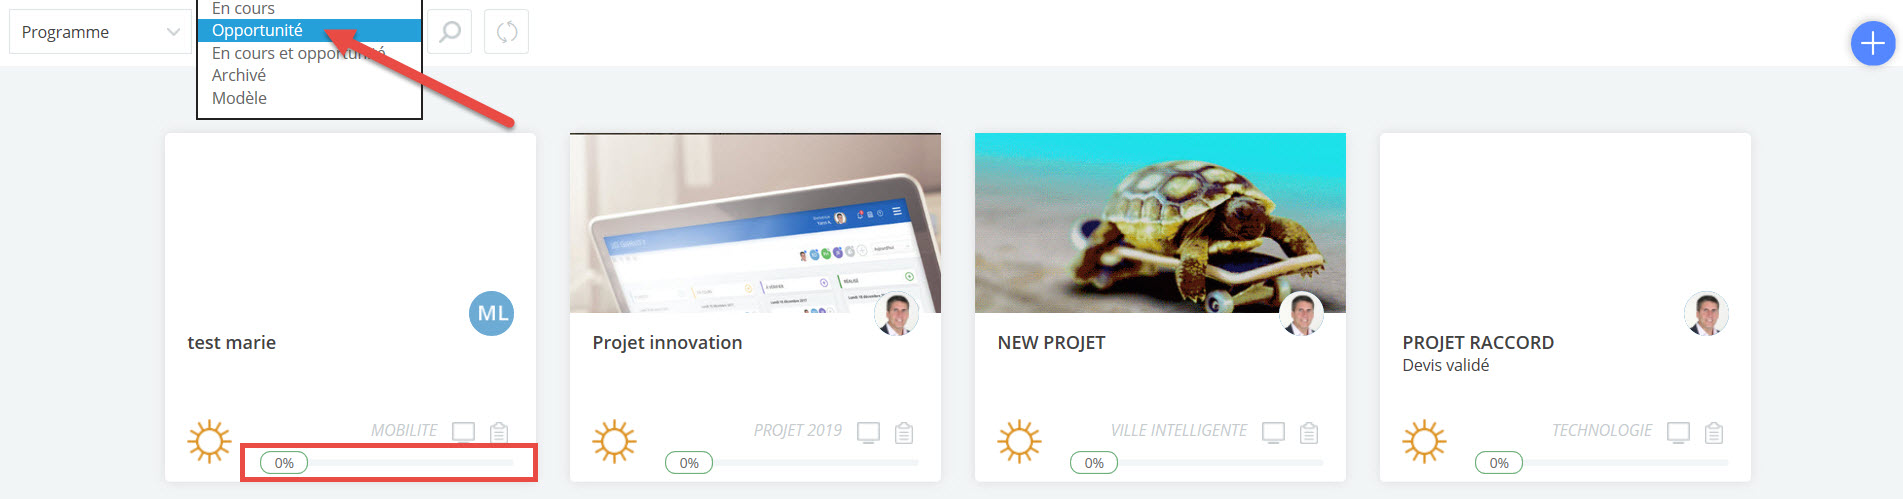 En cours
Programme
Opportunité
En cours et opportunité
Archivé
Modèle
ML
test marie
Projet innovation
NEW PROJET
PROJET RACCORD
Devis validé
MOBILITE
PROJET 2019
VILLE INTELLIGENTE
TECHNOLOGIE
0%
0%
0%
0%